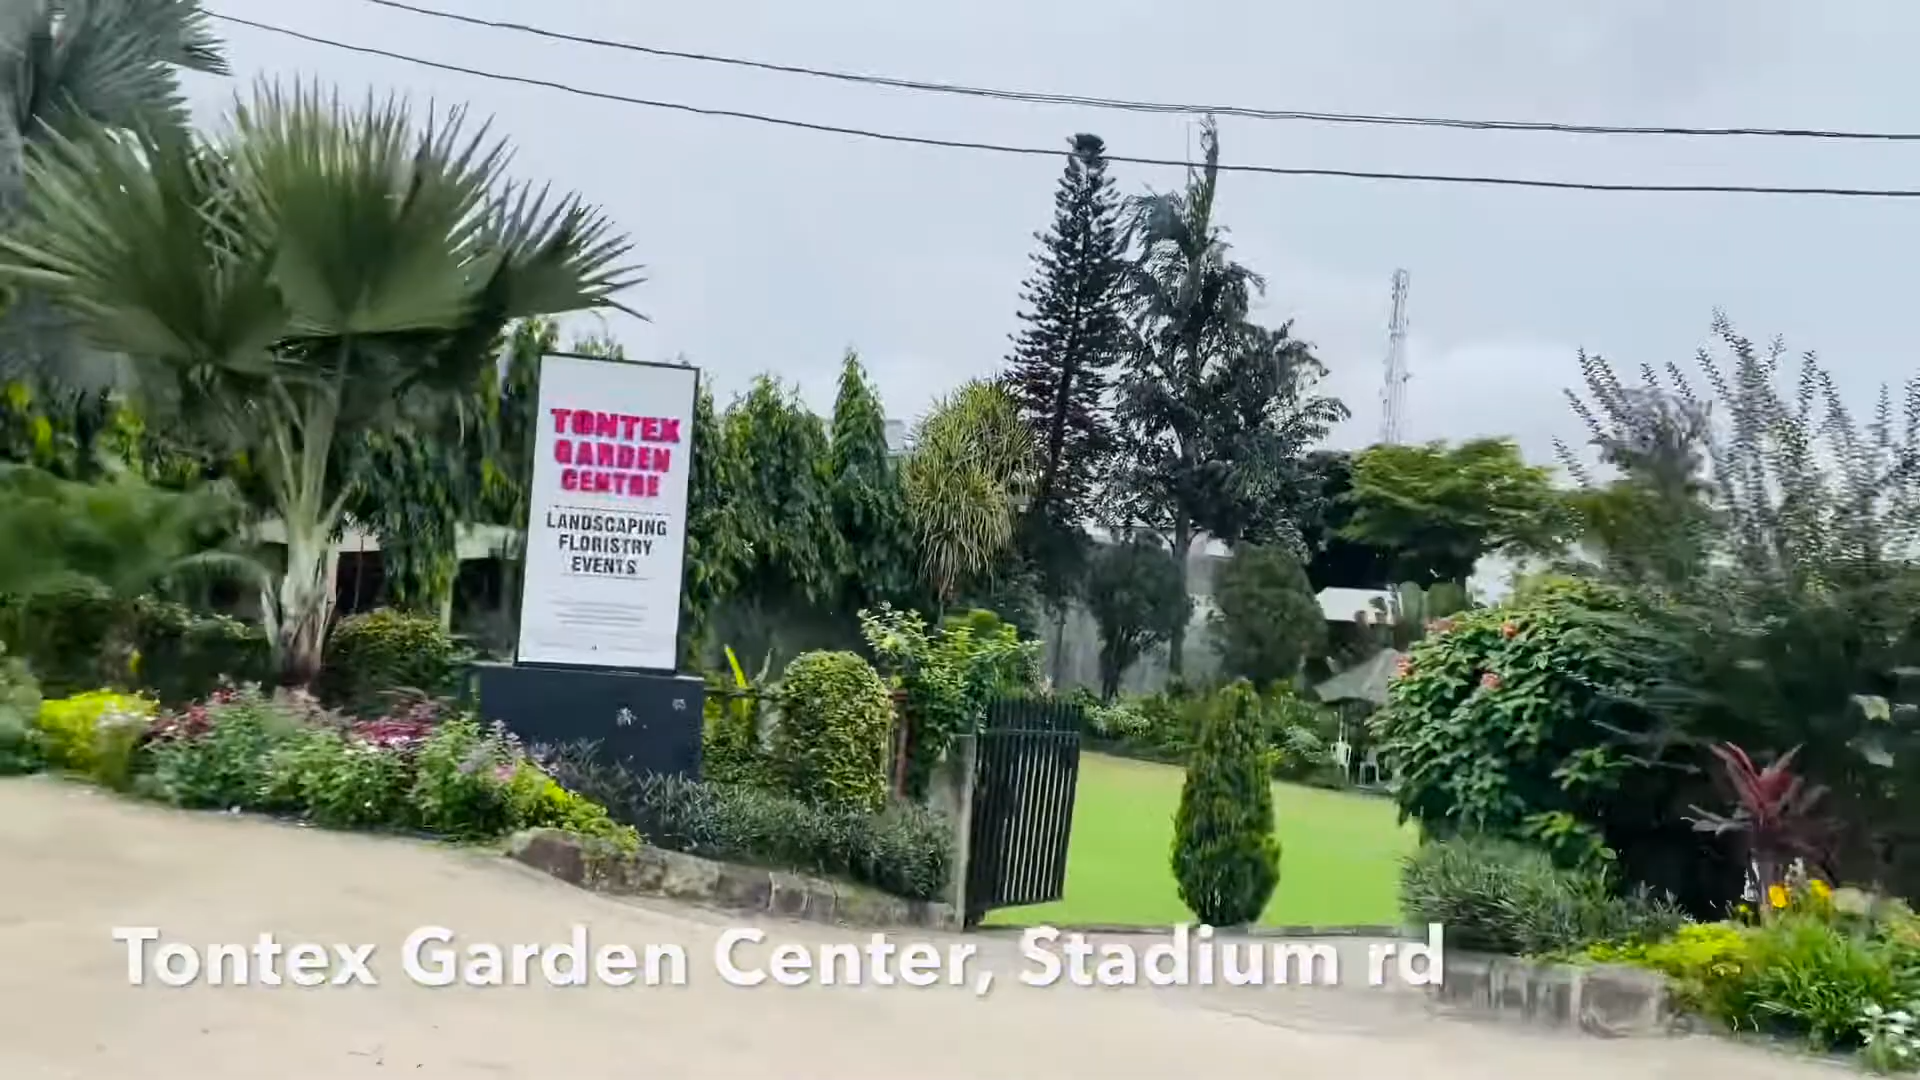 TONTEX
GARDEN
CENTRE
LANDSCAPING
FLORISTRY
EVENTS
Tontex Garden Center, Stadium rd